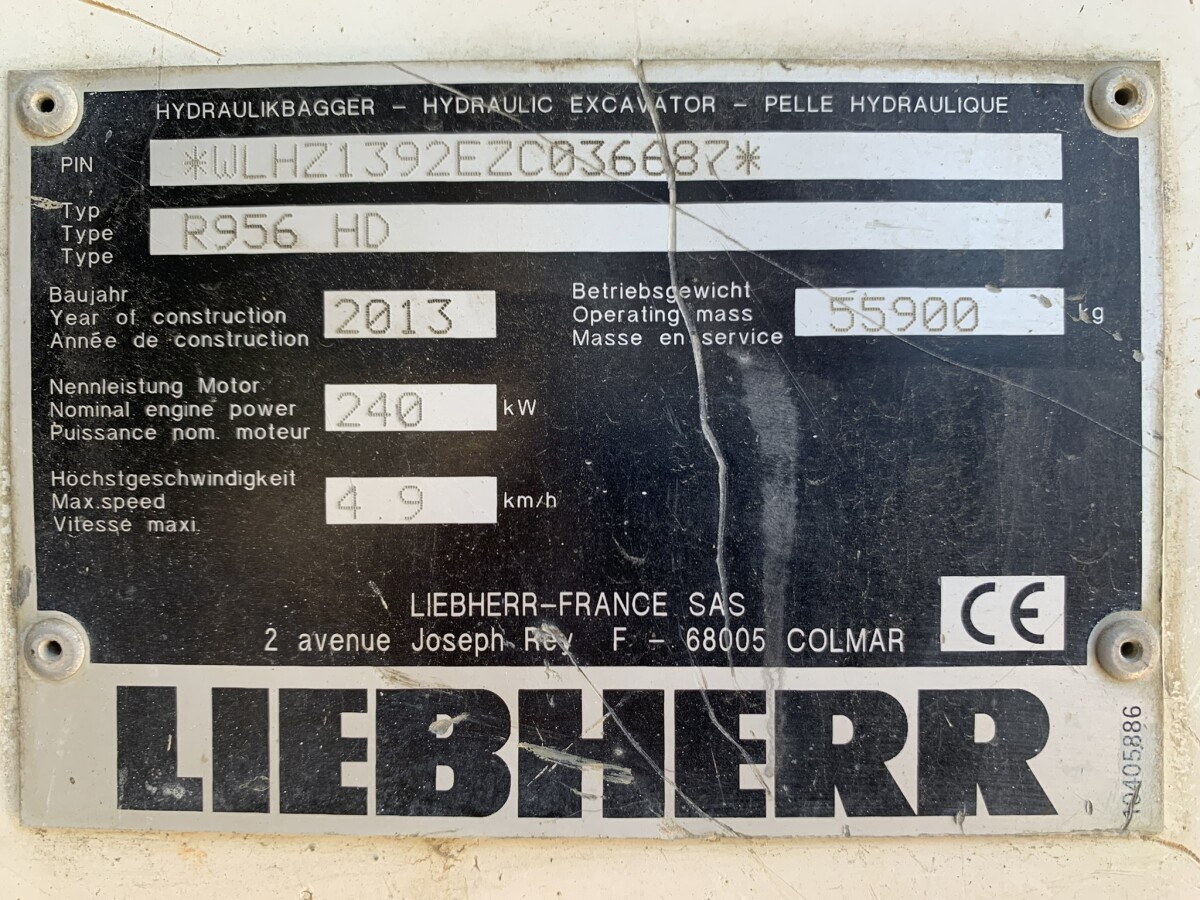 HYDRAULIKBAGGER – HYDRAULIC EXCAVATOR – PELLE HYDRAULIQUE
PIN *WLHZ1392EZC036687*
Typ
Type R956 HD
Type
Baujahr
Year of construction 2013
Année de construction
Betriebsgewicht
Operating mass 55900 kg
Masse en service
Nennleistung Motor
Nominal engine power 240 kW
Puissance nom. moteur
Höchstgeschwindigkeit
Max.speed 4.9 km/h
Vitesse maxi.
LIEBHERR–FRANCE SAS
2 avenue Joseph Rey F – 68005 COLMAR
CE
LIEBHERR
10405886